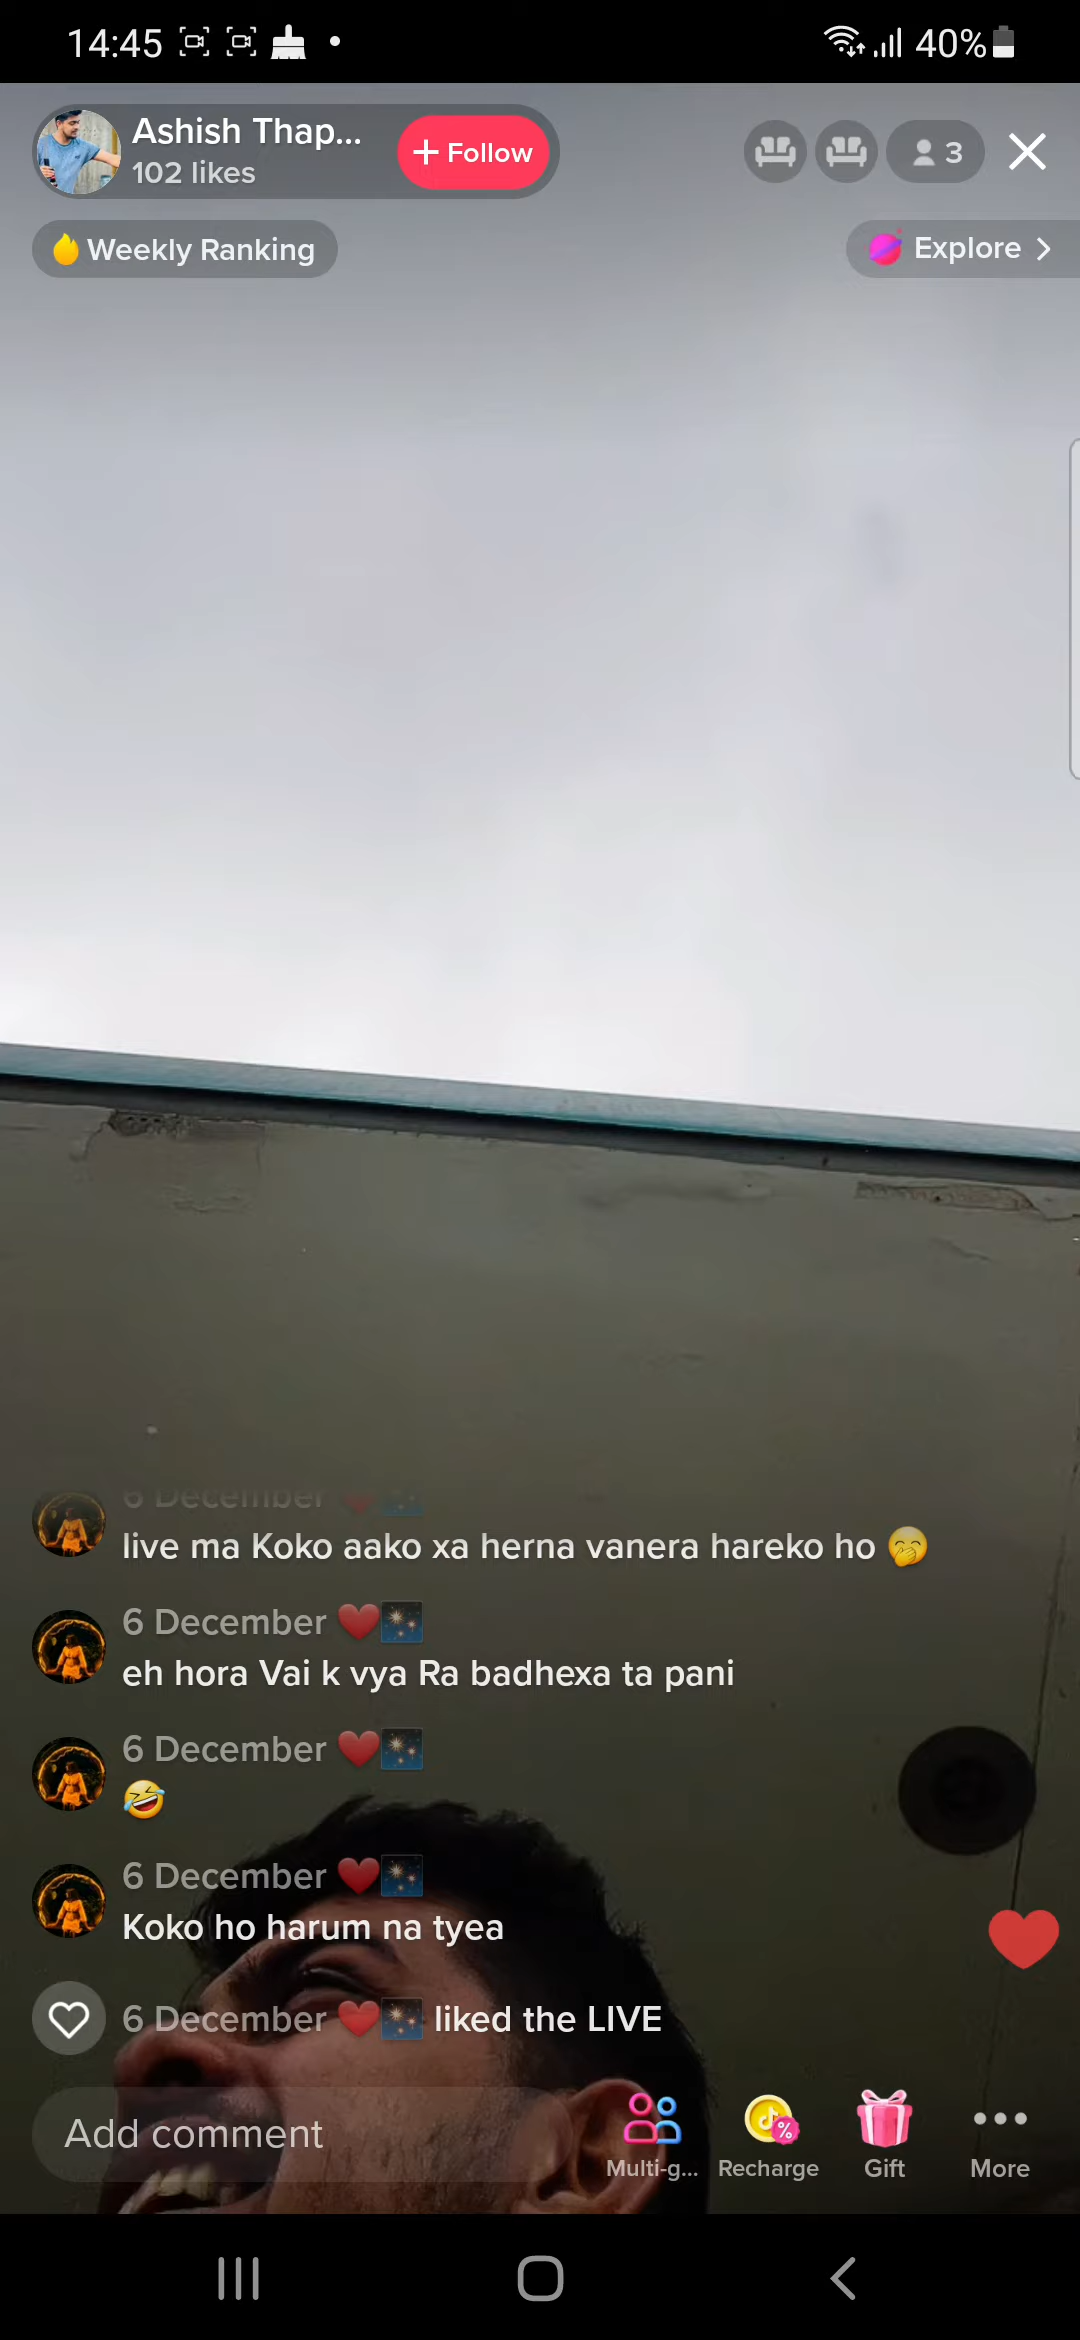 14:45
40%
Ashish Thap...
102 likes
+ Follow
3
Weekly Ranking
Explore >
6 December ❤️🎇
live ma Koko aako xa herna vanera hareko ho 🤭
6 December ❤️🎇
eh hora Vai k vya Ra badhexa ta pani
6 December ❤️🎇
🤣
6 December ❤️🎇
Koko ho harum na tyea
6 December ❤️🎇 liked the LIVE
Add comment
Multi-g...
Recharge
Gift
More